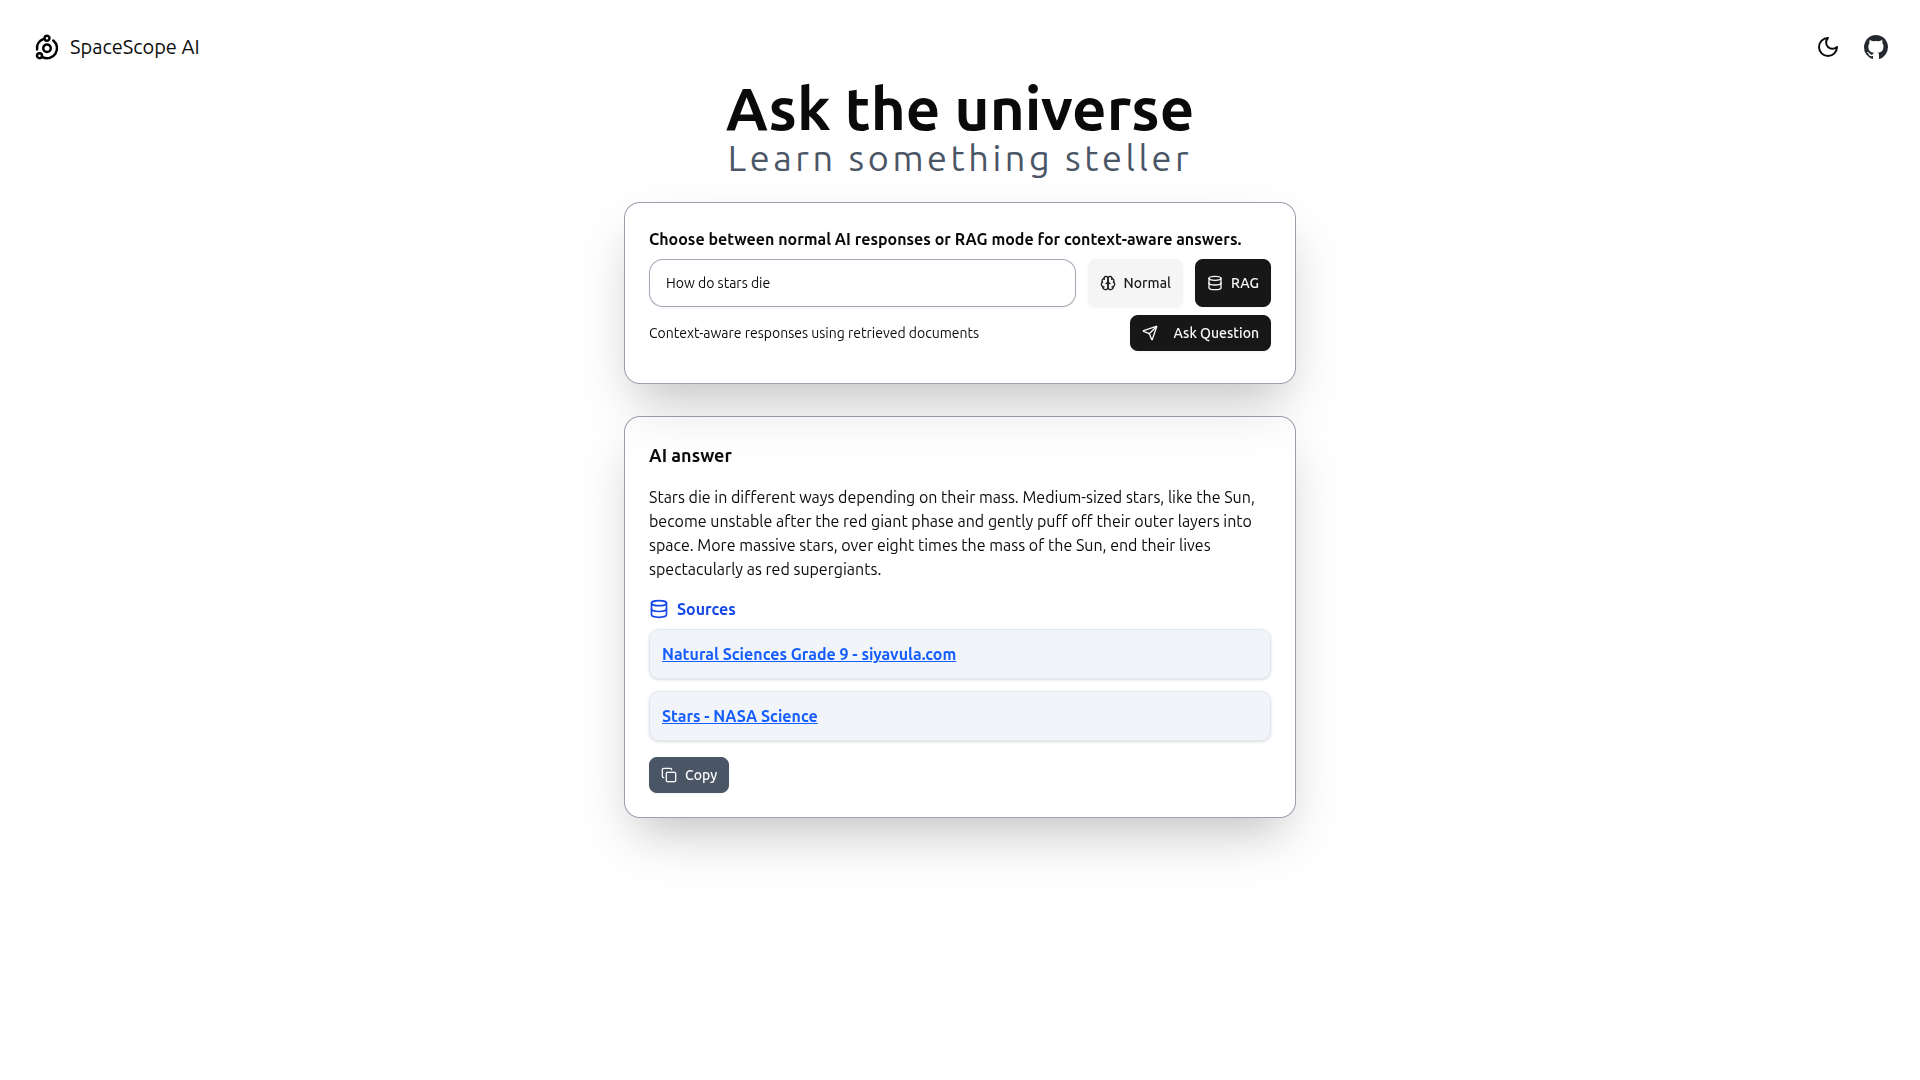 SpaceScope AI
Ask the universe
Learn something steller
Choose between normal AI responses or RAG mode for context-aware answers.
How do stars die
Normal
RAG
Context-aware responses using retrieved documents
Ask Question
AI answer
Stars die in different ways depending on their mass. Medium-sized stars, like the Sun,
become unstable after the red giant phase and gently puff off their outer layers into
space. More massive stars, over eight times the mass of the Sun, end their lives
spectacularly as red supergiants.
Sources
Natural Sciences Grade 9 - siyavula.com
Stars - NASA Science
Copy